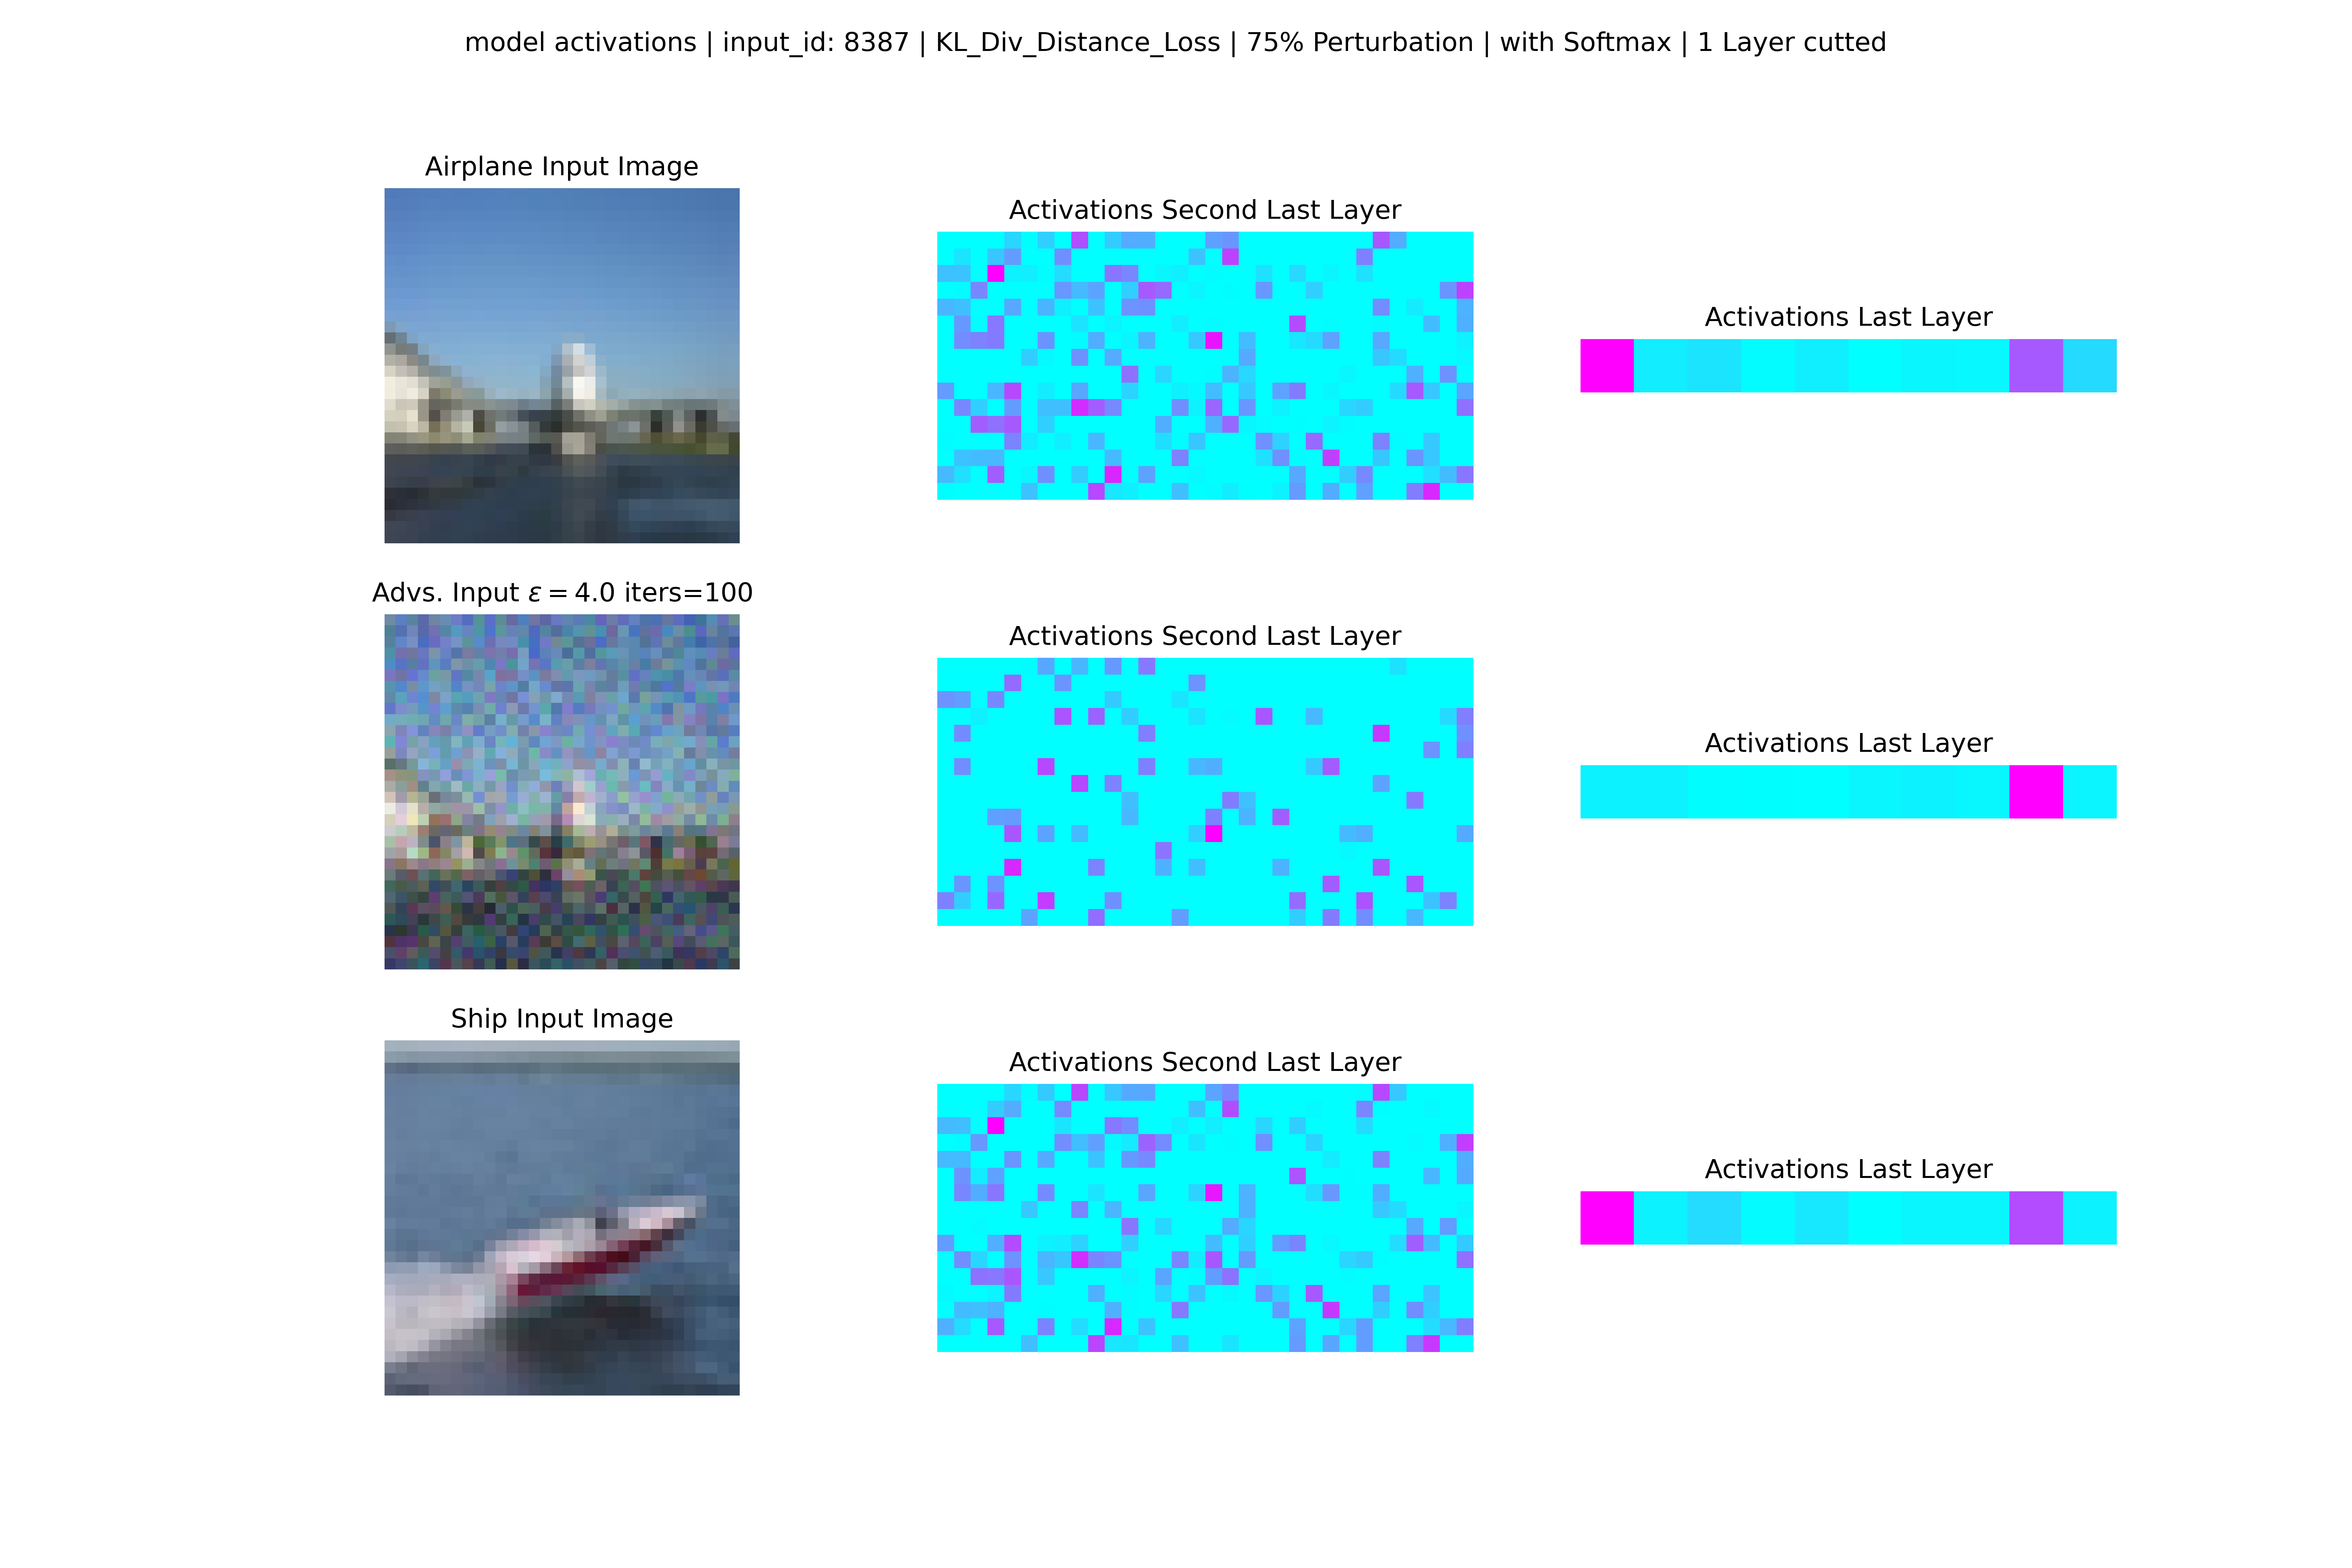 model activations | input_id: 8387 | KL_Div_Distance_Loss | 75% Perturbation | with Softmax | 1 Layer cutted
Airplane Input Image
Activations Second Last Layer
Activations Last Layer
Advs. Input ε = 4.0 iters=100
Activations Second Last Layer
Activations Last Layer
Ship Input Image
Activations Second Last Layer
Activations Last Layer